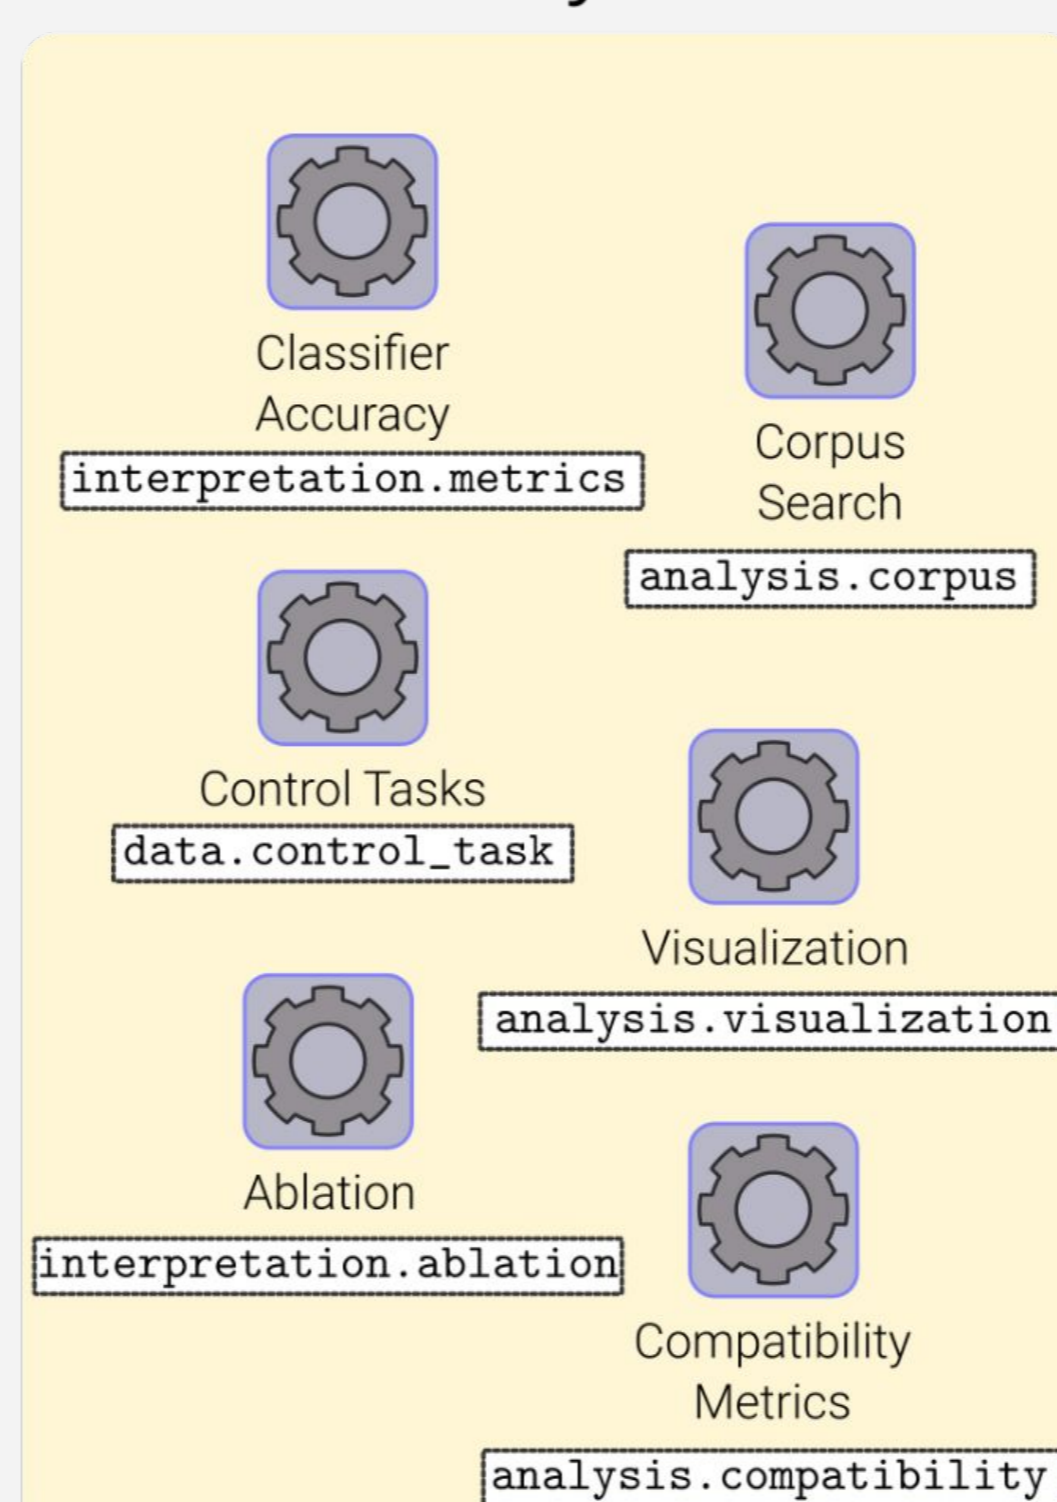 Classifier
Accuracy
interpretation.metrics
Corpus
Search
analysis.corpus
Control Tasks
data.control_task
Visualization
analysis.visualization
Ablation
interpretation.ablation
Compatibility
Metrics
analysis.compatibility